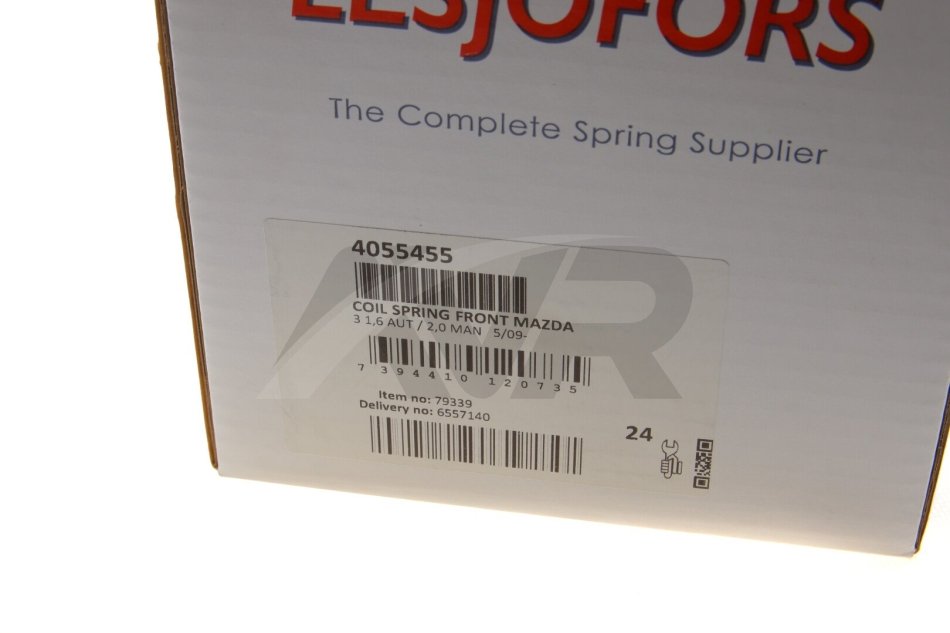 LESJÖFORS
The Complete Spring Supplier
4055455
COIL SPRING FRONT MAZDA
3 1,6 AUT / 2,0 MAN 5/09-
7 394410 120735
Item no: 79339
Delivery no: 6557140
24